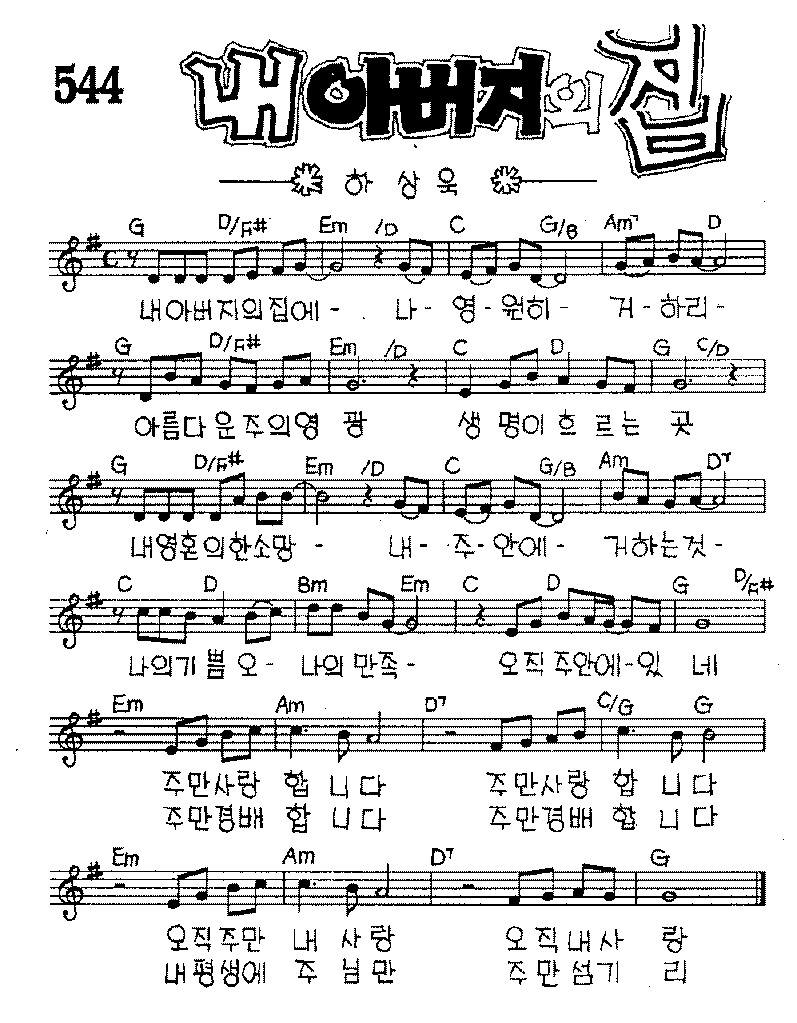 544
내 아버지의 집
하 상 욱
G D/F# Em /D C G/B Am7 D
내아버지의집에- 나- 영-원히- 거-하리-
G D/F# Em /D C D G C/D
아름다운주의영 광 생 명이 흐 르는 곳
G D/F# Em /D C G/B Am D7
내영혼의한소망 - 내- 주-안에- 거하는것-
C D Bm Em C D G D/F#
나의기 쁨 오- 나의 만족- 오직 주안에-있 네
Em Am D7 C/G G
주만사랑 합 니다 주만사랑 합 니 다
주만경배 합 니다 주만경배 합 니 다
Em Am D7 G
오직주만 내 사 랑 오직내사 랑
내평생에 주 님 만 주만 섬기 리